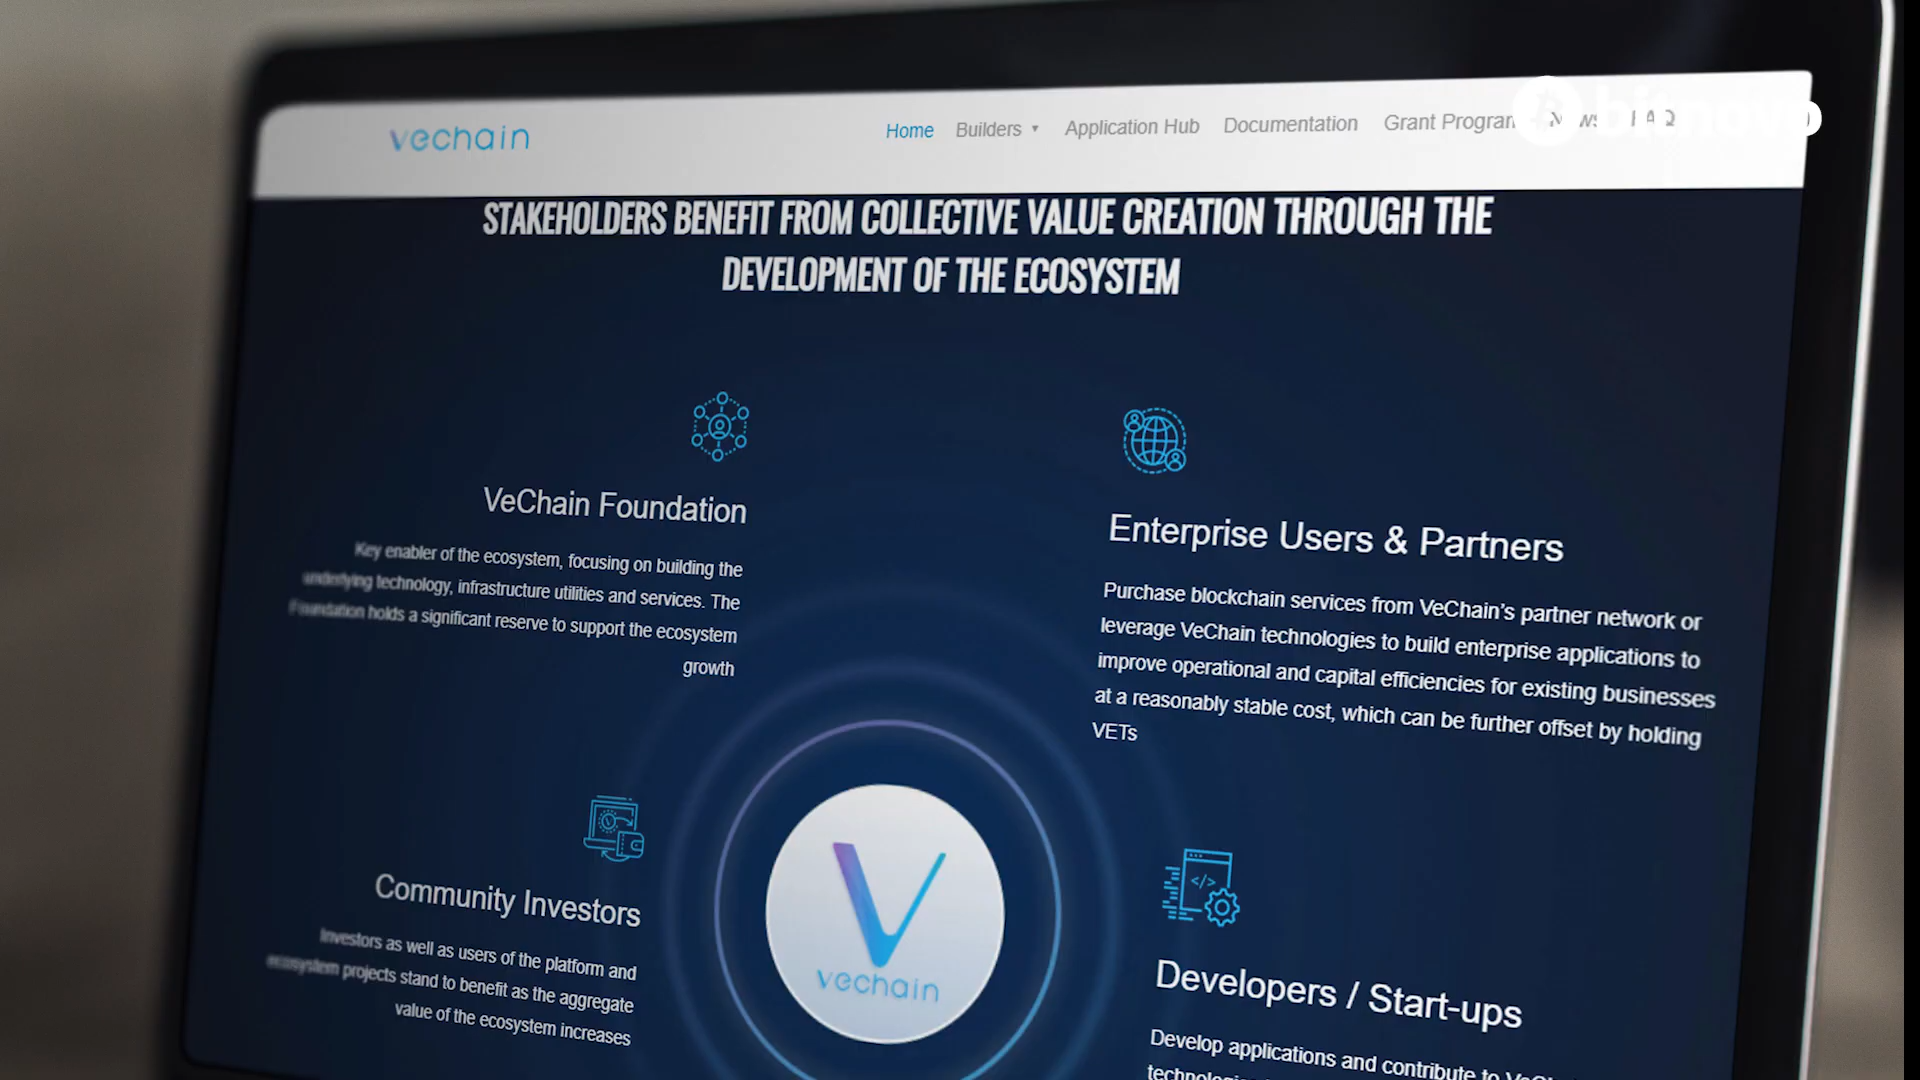 vechain
Home Builders Application Hub Documentation Grant Program FAQ
STAKEHOLDERS BENEFIT FROM COLLECTIVE VALUE CREATION THROUGH THE
DEVELOPMENT OF THE ECOSYSTEM
VeChain Foundation
Key enabler of the ecosystem, focusing on building the
underlying technology, infrastructure utilities and services. The
Foundation holds a significant reserve to support the ecosystem
growth
Enterprise Users & Partners
Purchase blockchain services from VeChain's partner network or
leverage VeChain technologies to build enterprise applications to
improve operational and capital efficiencies for existing businesses
at a reasonably stable cost, which can be further offset by holding
VETs
Community Investors
Investors as well as users of the platform and
ecosystem projects stand to benefit as the aggregate
value of the ecosystem increases
vechain
Developers / Start-ups
Develop applications and contribute to